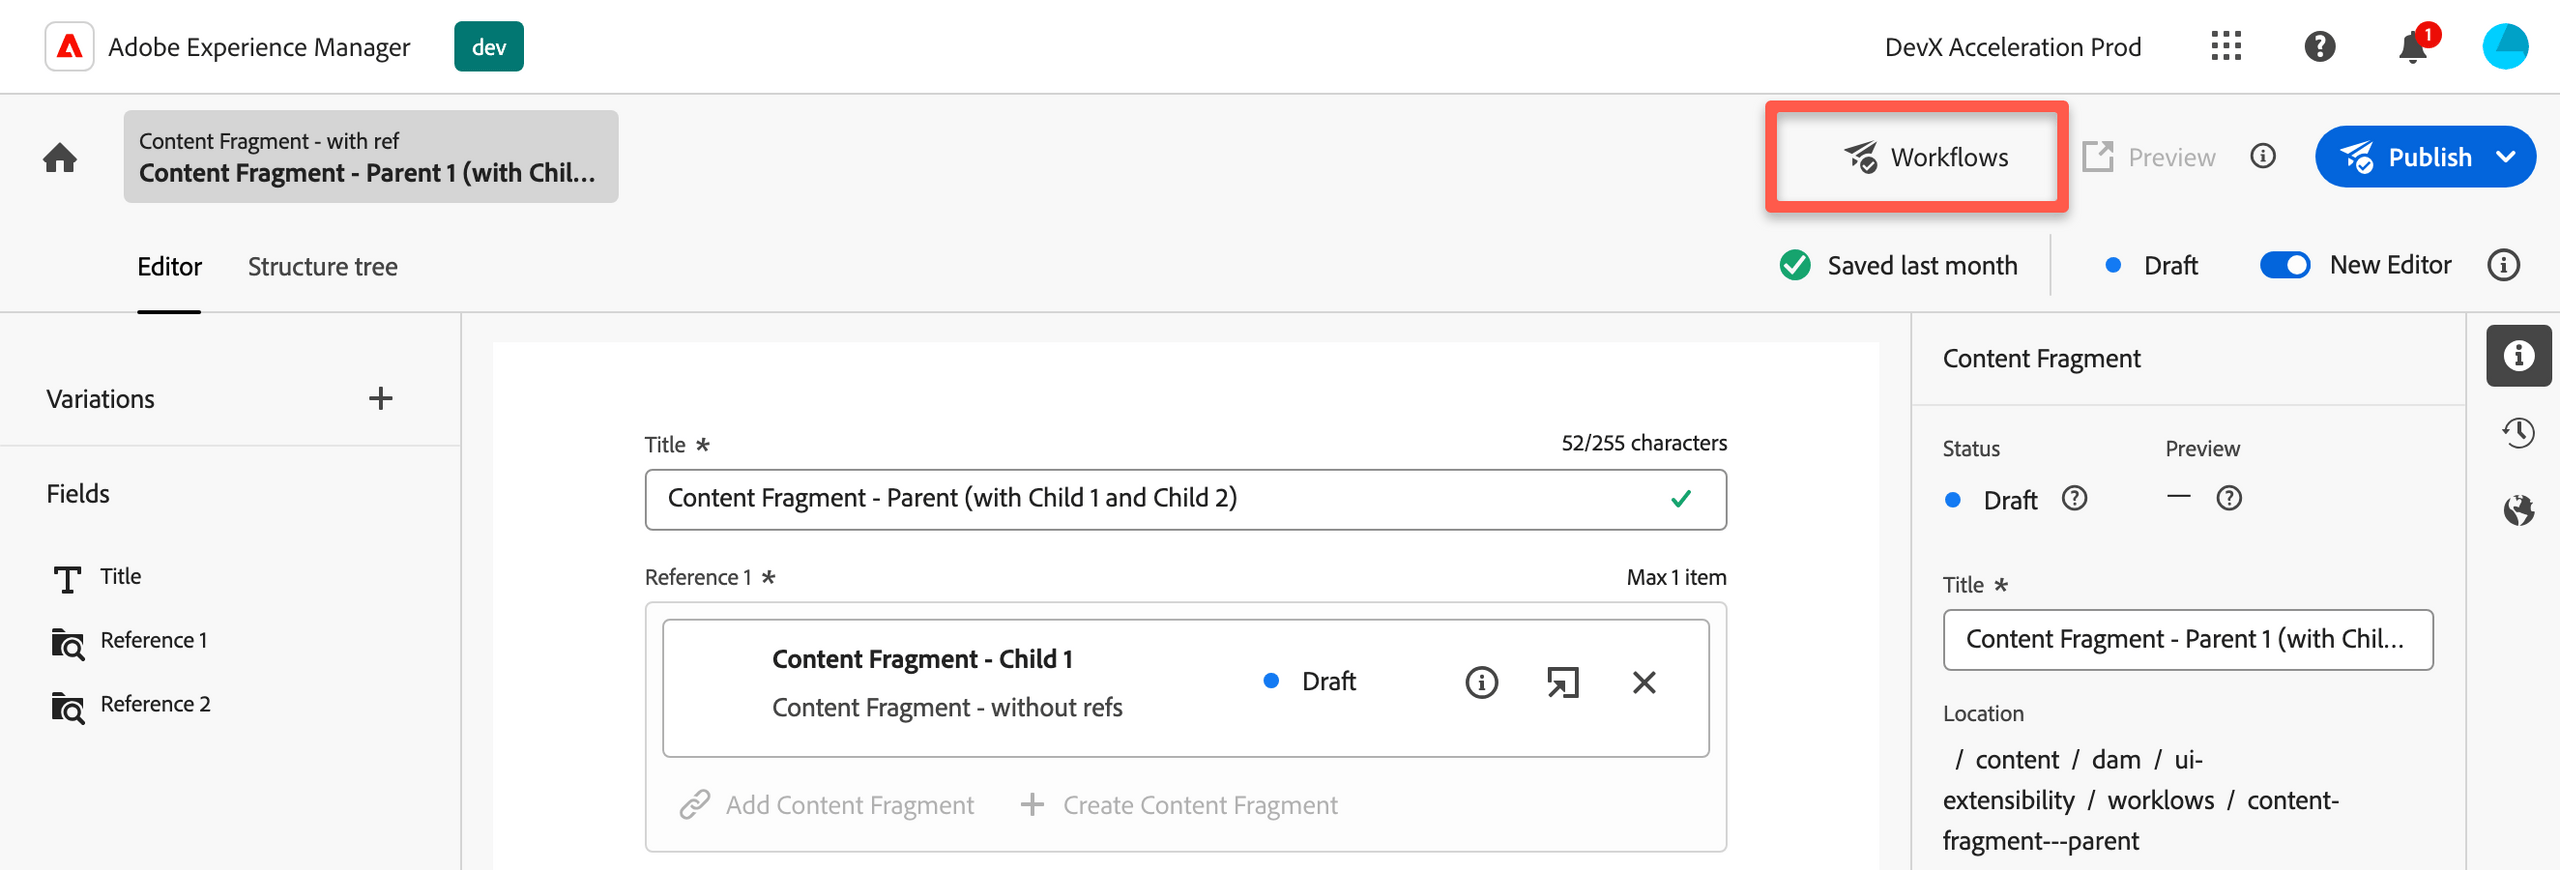 Adobe Experience Manager
dev
DevX Acceleration Prod
1
Content Fragment - with ref
Content Fragment - Parent 1 (with Chil...
Workflows
Preview
Publish
Editor
Structure tree
Saved last month
Draft
New Editor
Variations
Fields
Title
Reference 1
Reference 2
Title *
52/255 characters
Content Fragment - Parent (with Child 1 and Child 2)
Reference 1 *
Max 1 item
Content Fragment - Child 1
Content Fragment - without refs
Draft
Add Content Fragment
Create Content Fragment
Content Fragment
Status
Preview
Draft
—
Title *
Content Fragment - Parent 1 (with Chil...
Location
/ content / dam / ui-
extensibility / worklows / content-
fragment---parent